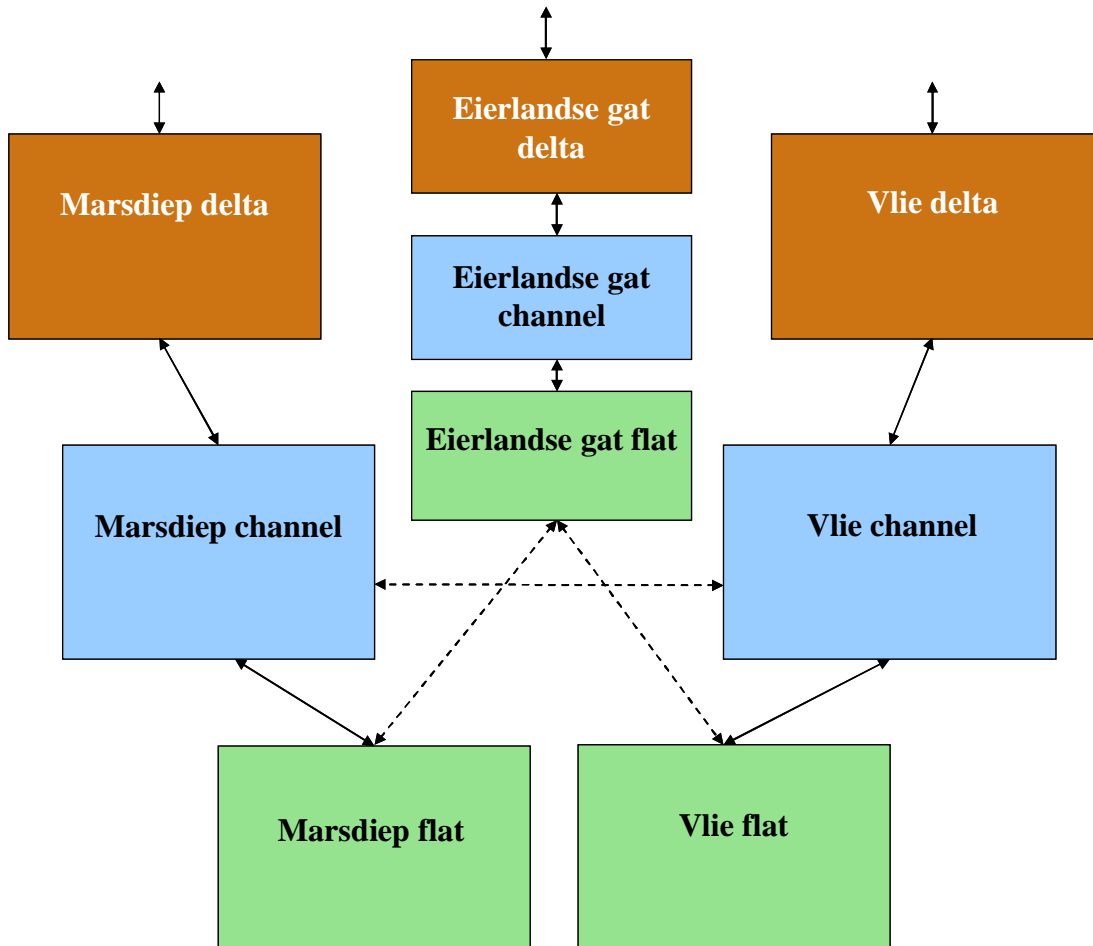 Eierlandse gat
delta
Marsdiep delta
Vlie delta
Eierlandse gat
channel
Eierlandse gat flat
Marsdiep channel
Vlie channel
Marsdiep flat
Vlie flat